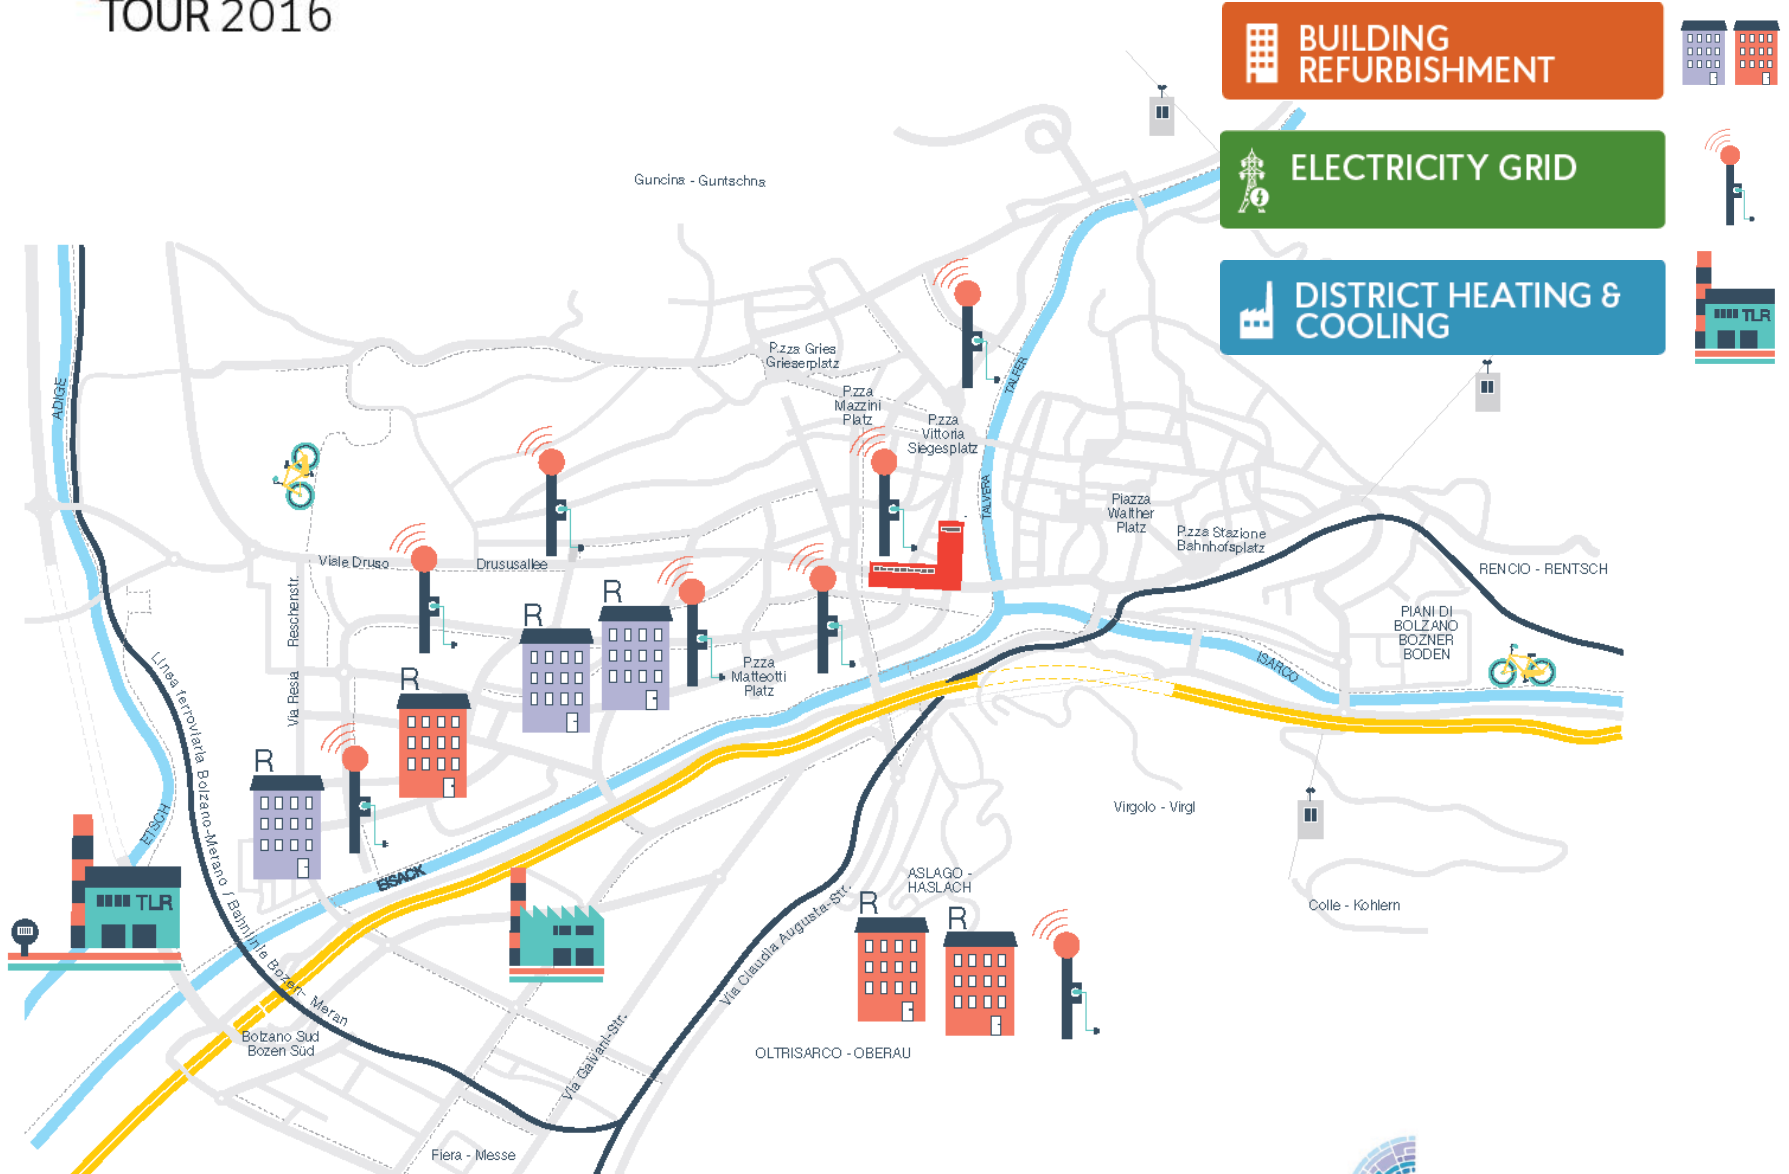 TOUR 2016
BUILDING
REFURBISHMENT
ELECTRICITY GRID
DISTRICT HEATING &
COOLING
TLR
Guncina - Guntschna
P.zza Gries
Grieserplatz
P.zza
Mazzini
Platz
P.zza
Vittoria
Siegesplatz
TALFER
TALVERA
ADIGE
Piazza
Walther
Platz
P.zza Stazione
Bahnhofsplatz
RENCIO - RENTSCH
PIANI DI
BOLZANO
BOZNER
BODEN
ISARCO
Viale Druso
Drususallee
Reschenstr.
Via Resia
R
R
R
R
P.zza
Matteotti
Platz
Linea ferroviaria Bolzano-Merano / Bahnlinie Bozen- Meran
ETSCH
EISACK
TLR
Virgolo - Virgl
Colle - Kohlern
ASLAGO -
HASLACH
R
R
Via Claudia Augusta-Str.
Via Galvani-Str.
Bolzano Sud
Bozen Süd
OLTRISARCO - OBERAU
Fiera - Messe